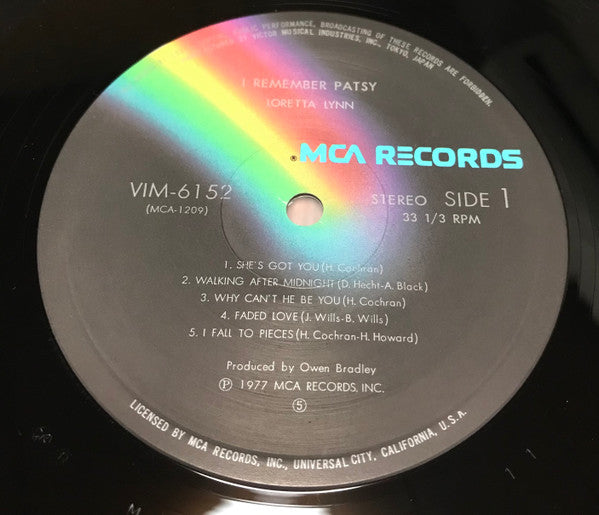 PERFORMANCE, BROADCASTING OF THESE RECORDS ARE FORBIDDEN.
BY VICTOR MUSICAL INDUSTRIES, INC., TOKYO, JAPAN
I REMEMBER PATSY
LORETTA LYNN
® MCA RECORDS
VIM-6152
(MCA-1209)
STEREO SIDE 1
33 1/3 RPM
1. SHE'S GOT YOU (H. Cochran)
2. WALKING AFTER MIDNIGHT (D. Hecht-A. Black)
3. WHY CAN'T HE BE YOU (H. Cochran)
4. FADED LOVE (J. Wills-B. Wills)
5. I FALL TO PIECES (H. Cochran-H. Howard)
Produced by Owen Bradley
Ⓟ 1977 MCA RECORDS, INC.
⑤
LICENSED BY MCA RECORDS, INC., UNIVERSAL CITY, CALIFORNIA, U.S.A.